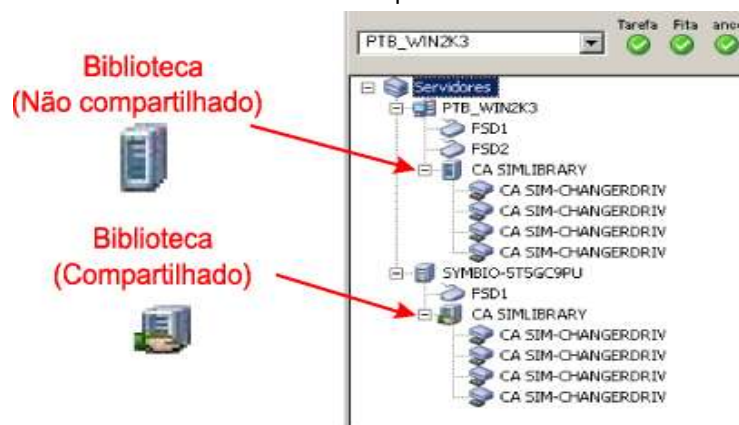 Tarefa Fita
PTB_WIN2K3
Biblioteca
(Não compartilhado)
Biblioteca
(Compartilhado)
Servidores
PTB_WIN2K3
FSD1
FSD2
CA SIMLIBRARY
CA SIM-CHANGERDRIV
CA SIM-CHANGERDRIV
CA SIM-CHANGERDRIV
CA SIM-CHANGERDRIV
SYMBIO-5T5GC9PU
FSD1
CA SIMLIBRARY
CA SIM-CHANGERDRIV
CA SIM-CHANGERDRIV
CA SIM-CHANGERDRIV
CA SIM-CHANGERDRIV